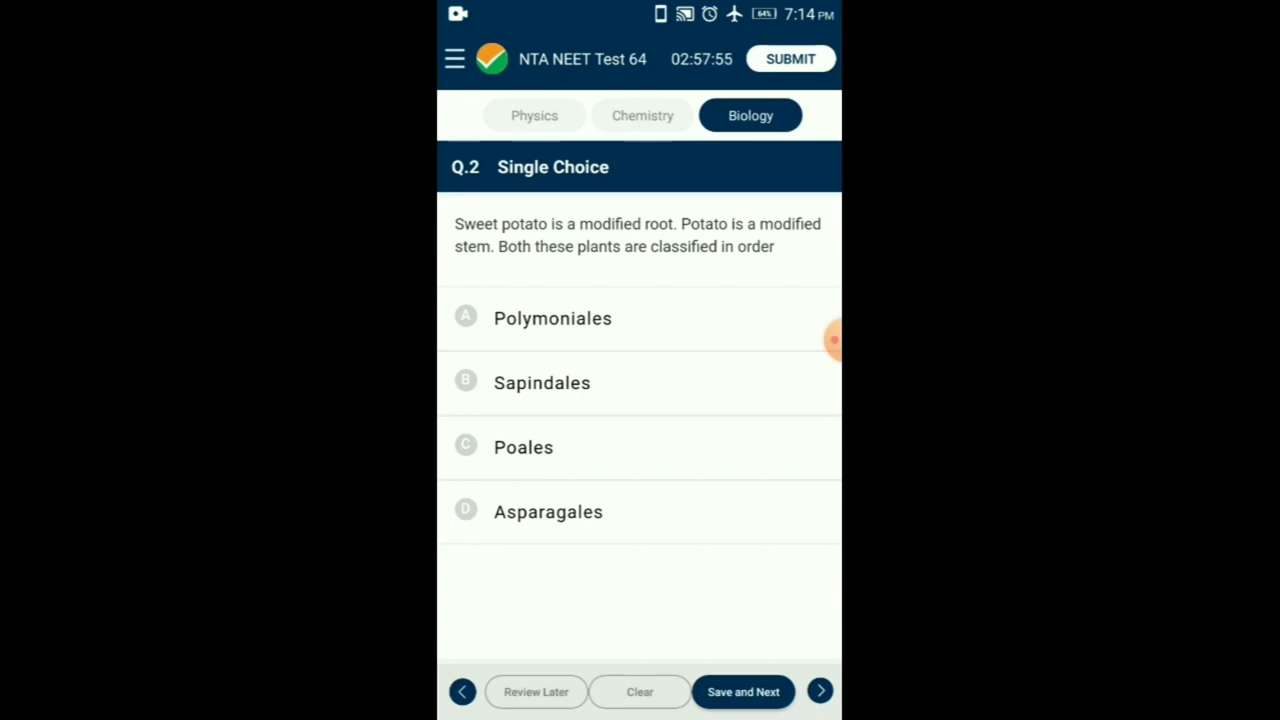 64% 7:14 PM
NTA NEET Test 64 02:57:55 SUBMIT
Physics Chemistry Biology
Q.2 Single Choice
Sweet potato is a modified root. Potato is a modified
stem. Both these plants are classified in order
A Polymoniales
B Sapindales
C Poales
D Asparagales
Review Later Clear Save and Next